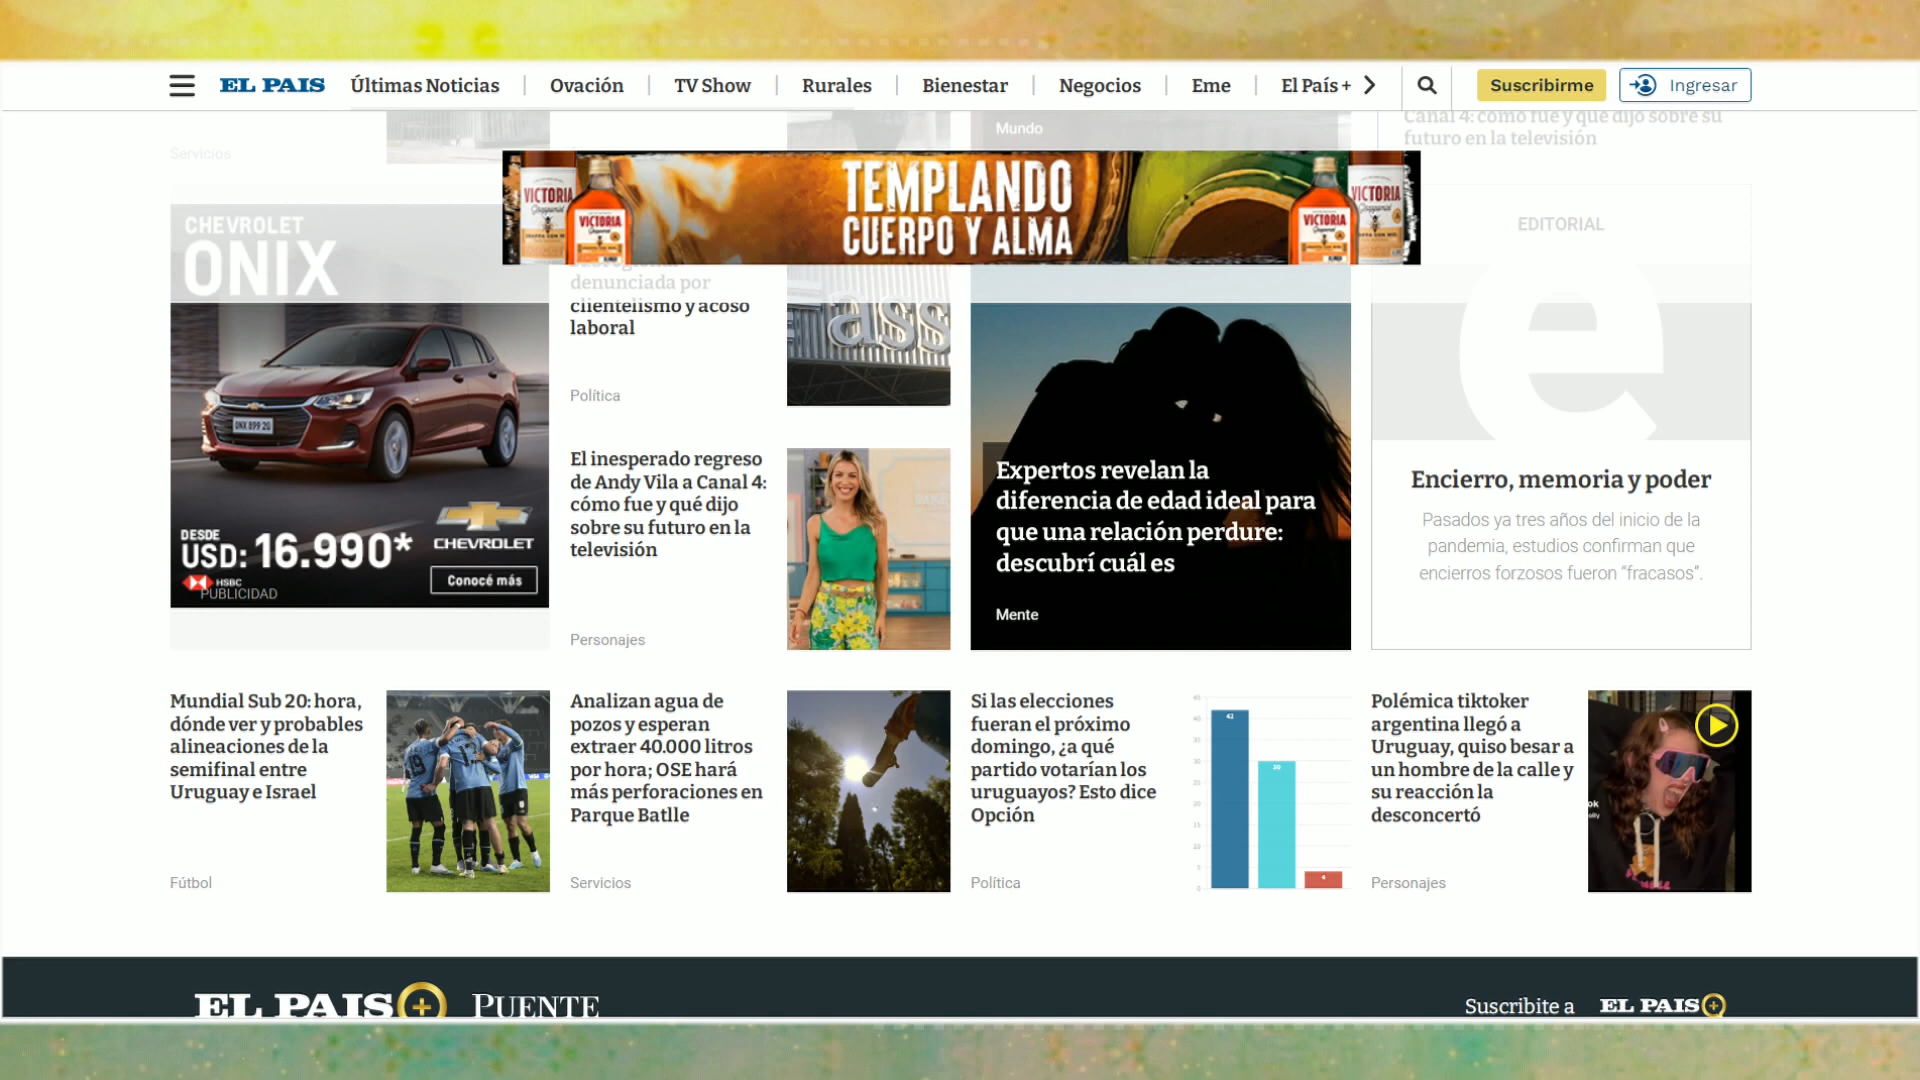 EL PAIS
Últimas Noticias
Ovación
TV Show
Rurales
Bienestar
Negocios
Eme
El País +
Suscribirme
Ingresar
Servicios
Mundo
Canal 4: cómo fue y qué dijo sobre su
futuro en la televisión
VICTORIA
VICTORIA
TEMPLANDO
CUERPO Y ALMA
VICTORIA
VICTORIA
CHEVROLET
ONIX
DESDE
USD: 16.990*
CHEVROLET
HSBC
Conocé más
PUBLICIDAD
denunciada por
clientelismo y acoso
laboral
Política
ass
El inesperado regreso
de Andy Vila a Canal 4:
cómo fue y qué dijo
sobre su futuro en la
televisión
Personajes
Expertos revelan la
diferencia de edad ideal para
que una relación perdure:
descubrí cuál es
Mente
EDITORIAL
e
Encierro, memoria y poder
Pasados ya tres años del inicio de la
pandemia, estudios confirman que
encierros forzosos fueron “fracasos”.
Mundial Sub 20: hora,
dónde ver y probables
alineaciones de la
semifinal entre
Uruguay e Israel
Fútbol
Analizan agua de
pozos y esperan
extraer 40.000 litros
por hora; OSE hará
más perforaciones en
Parque Batlle
Servicios
Si las elecciones
fueran el próximo
domingo, ¿a qué
partido votarían los
uruguayos? Esto dice
Opción
Política
42
30
4
Polémica tiktoker
argentina llegó a
Uruguay, quiso besar a
un hombre de la calle y
su reacción la
desconcertó
Personajes
EL PAIS +
PUENTE
Suscribite a
EL PAIS +